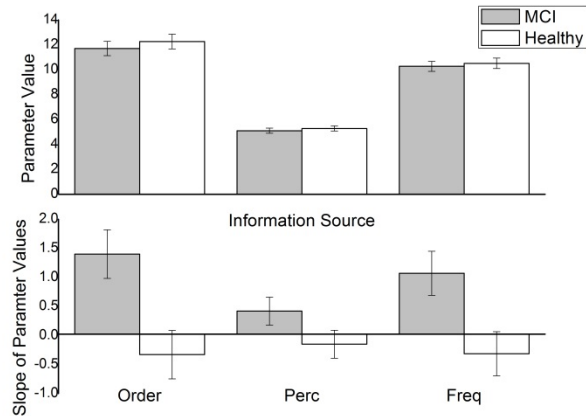 MCI
Healthy
14
12
10
8
6
4
2
0
Parameter Value
Information Source
2.0
1.5
1.0
0.5
0.0
-0.5
-1.0
Slope of Paramter Values
Order Perc Freq